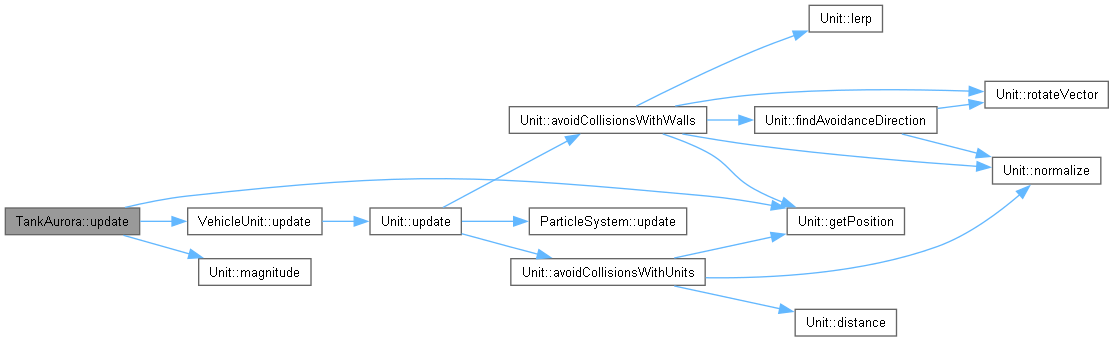 Unit::lerp
Unit::rotateVector
Unit::avoidCollisionsWithWalls
Unit::findAvoidanceDirection
Unit::normalize
TankAurora::update
VehicleUnit::update
Unit::update
ParticleSystem::update
Unit::getPosition
Unit::magnitude
Unit::avoidCollisionsWithUnits
Unit::distance